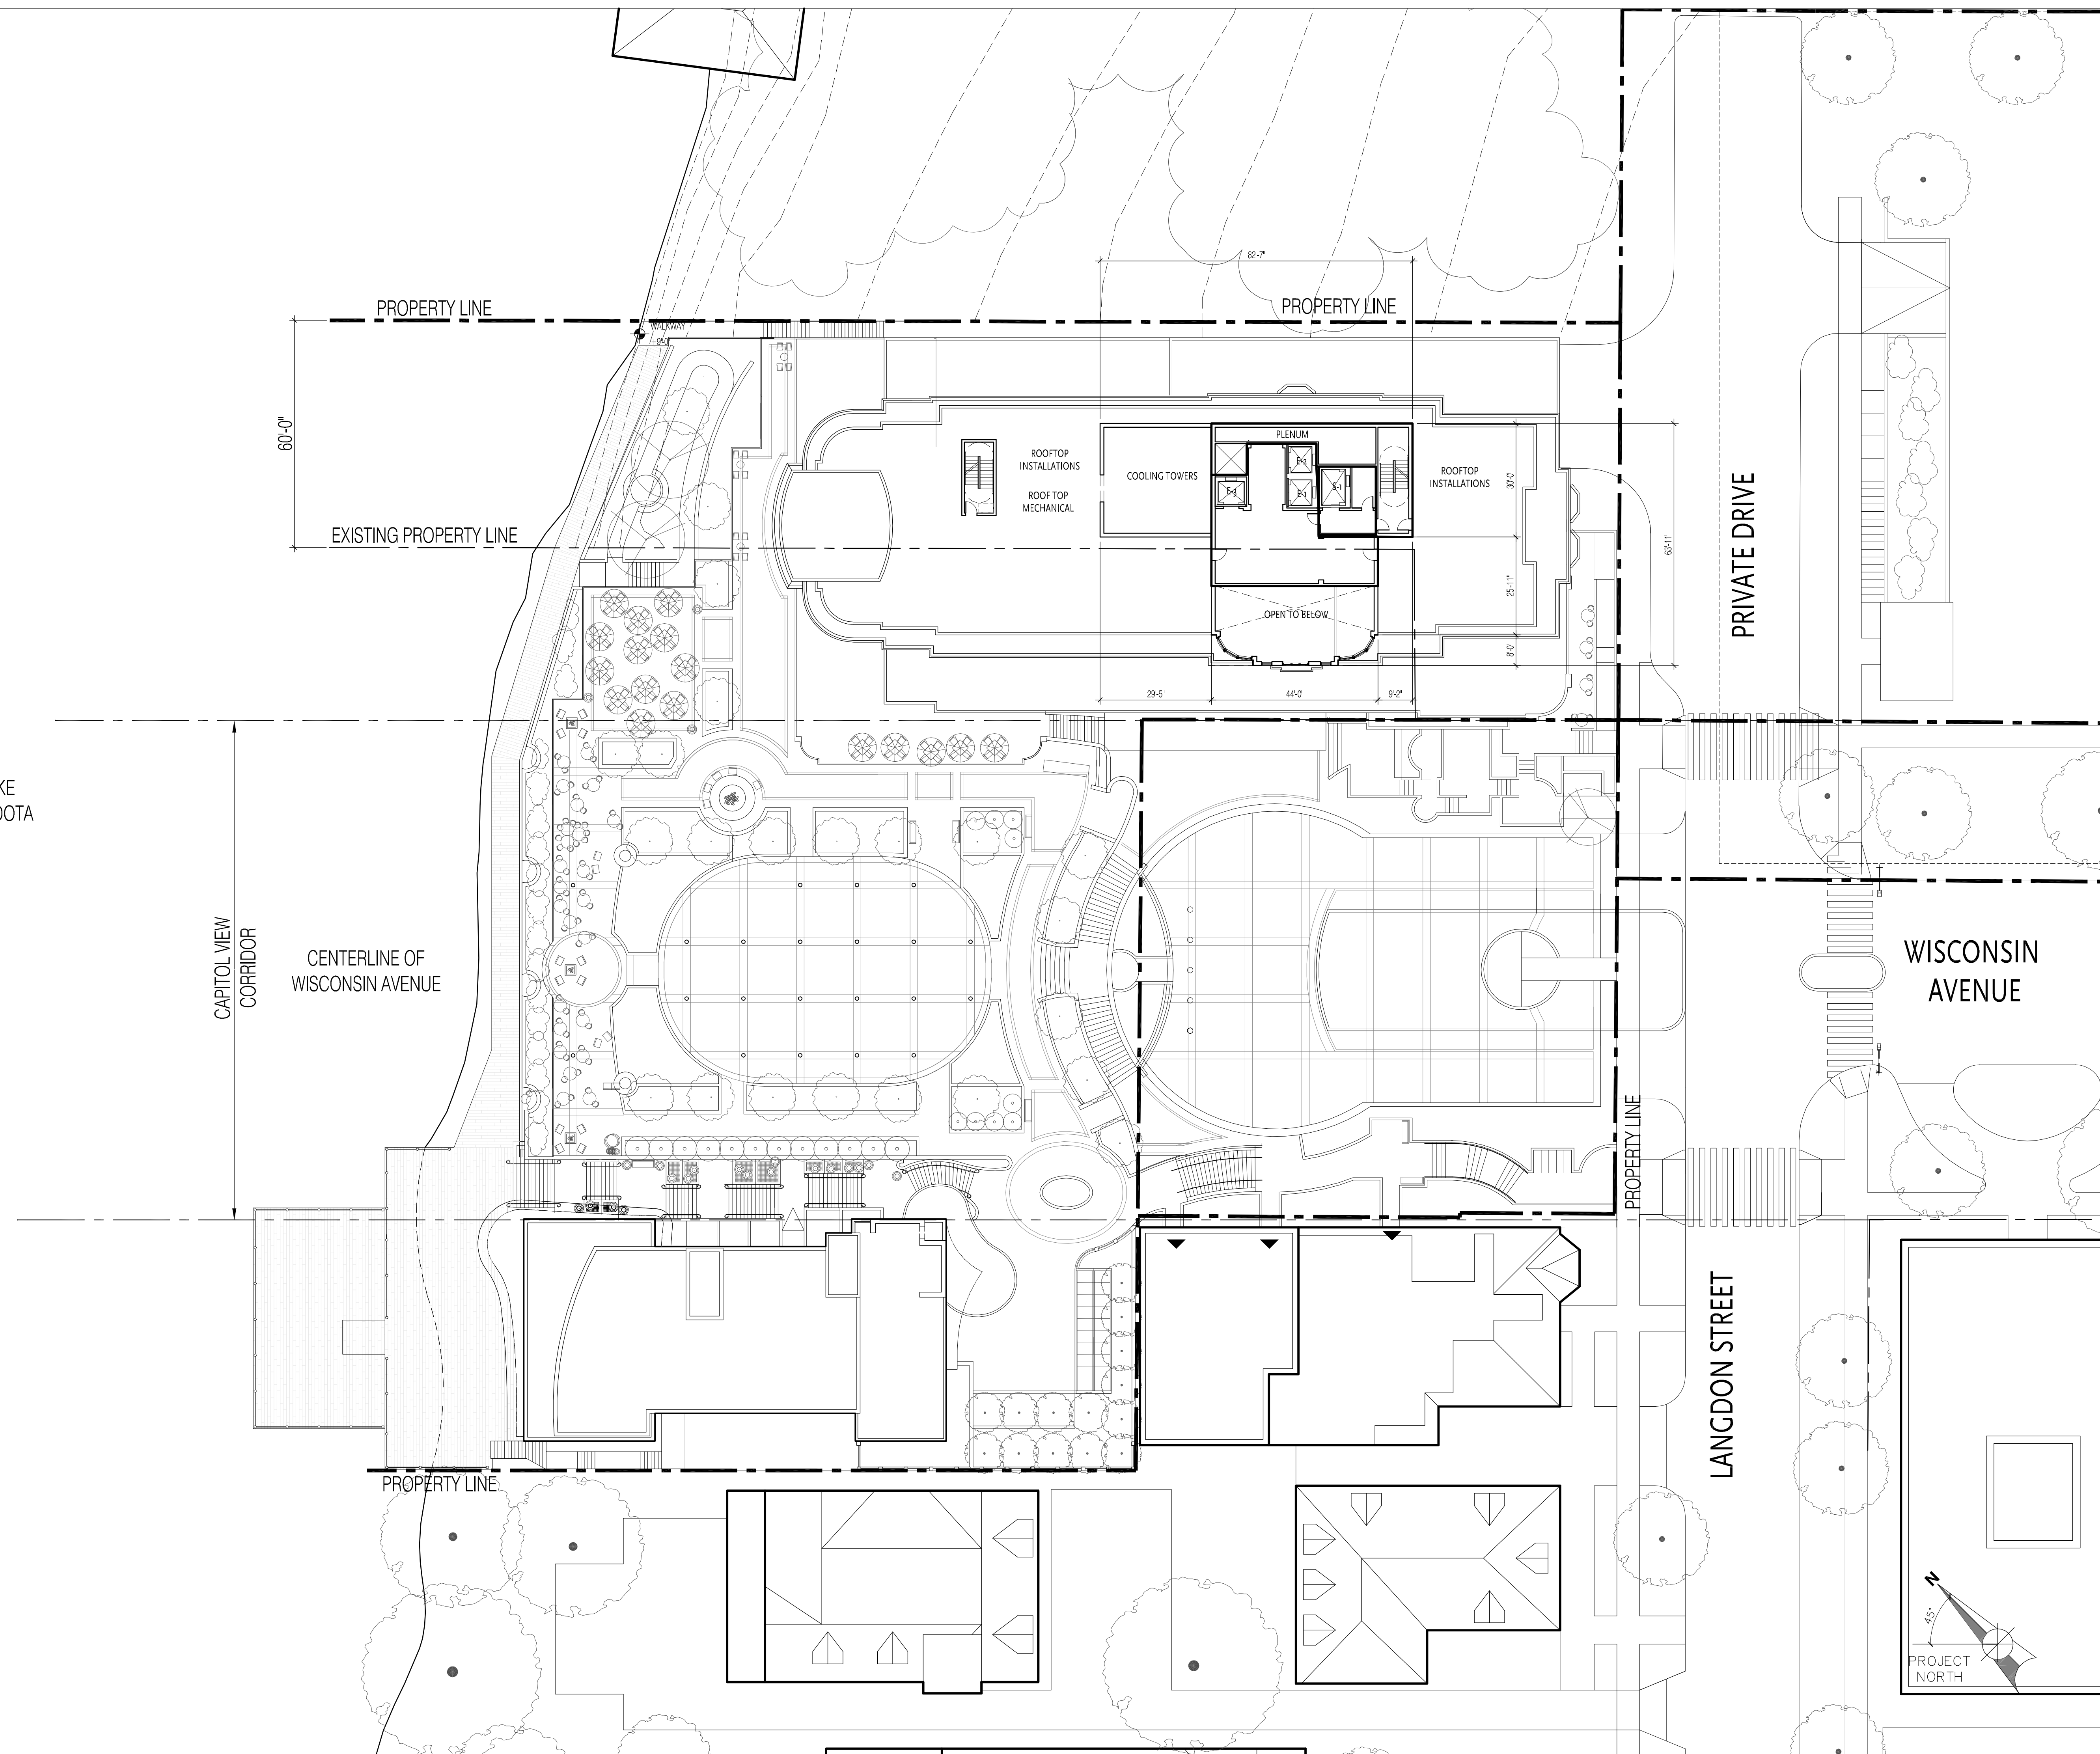 82'-7"
PROPERTY LINE
PROPERTY LINE
WALKWAY
+9'-0"
60'-0"
PLENUM
ROOFTOP
INSTALLATIONS
ROOF TOP
MECHANICAL
COOLING TOWERS
E-2
E-3
E-1
S-1
ROOFTOP
INSTALLATIONS
30'-0"
63'-11"
EXISTING PROPERTY LINE
25'-11"
OPEN TO BELOW
8'-0"
29'-5"
44'-0"
9'-2"
PRIVATE DRIVE
KE
DOTA
CAPITOL VIEW
CORRIDOR
CENTERLINE OF
WISCONSIN AVENUE
WISCONSIN
AVENUE
PROPERTY LINE
LANGDON STREET
PROPERTY LINE
N
45°
PROJECT
NORTH